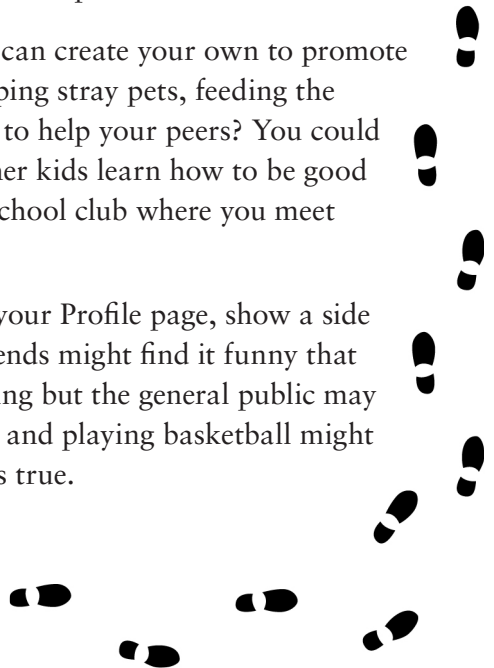 can create your own to promote
ping stray pets, feeding the
to help your peers? You could
er kids learn how to be good
chool club where you meet
your Profile page, show a side
ends might find it funny that
ing but the general public may
and playing basketball might
s true.